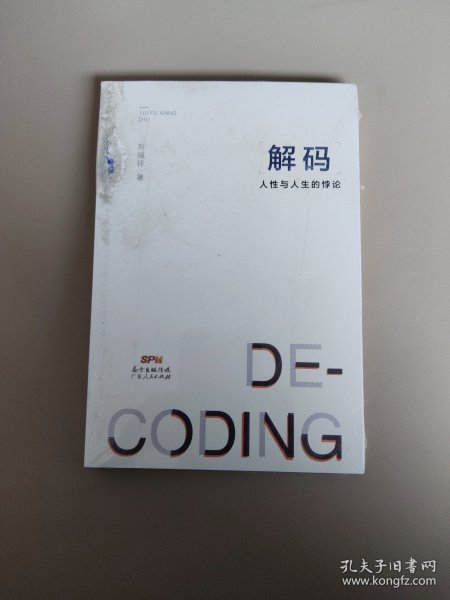 LIU FU XIANG
ZHU
刘福祥 著
解码
人性与人生的悖论
SPM
南方出版传媒
广东人民出版社
DE-
CODING
孔夫子旧书网
www.kongfz.com